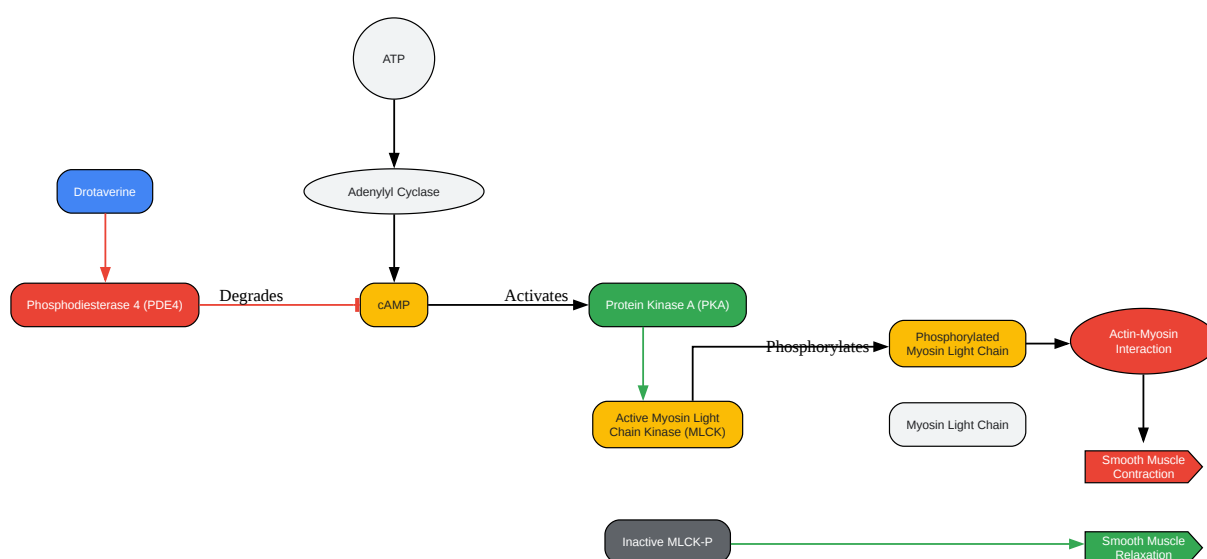 ATP
Drotaverine
Adenylyl Cyclase
Phosphodiesterase 4 (PDE4)
Degrades
cAMP
Activates
Protein Kinase A (PKA)
Phosphorylates
Phosphorylated
Myosin Light Chain
Actin-Myosin
Interaction
Active Myosin Light
Chain Kinase (MLCK)
Myosin Light Chain
Smooth Muscle
Contraction
Inactive MLCK-P
Smooth Muscle
Relaxation